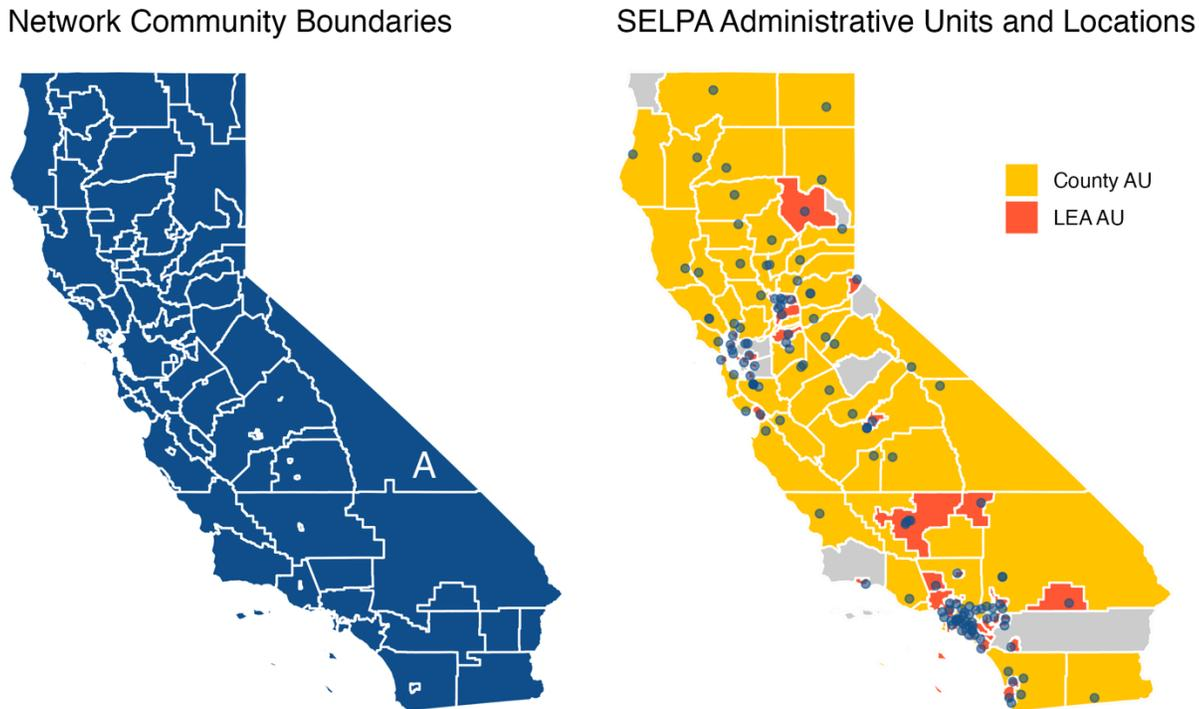 Network Community Boundaries
SELPA Administrative Units and Locations
County AU
LEA AU
A